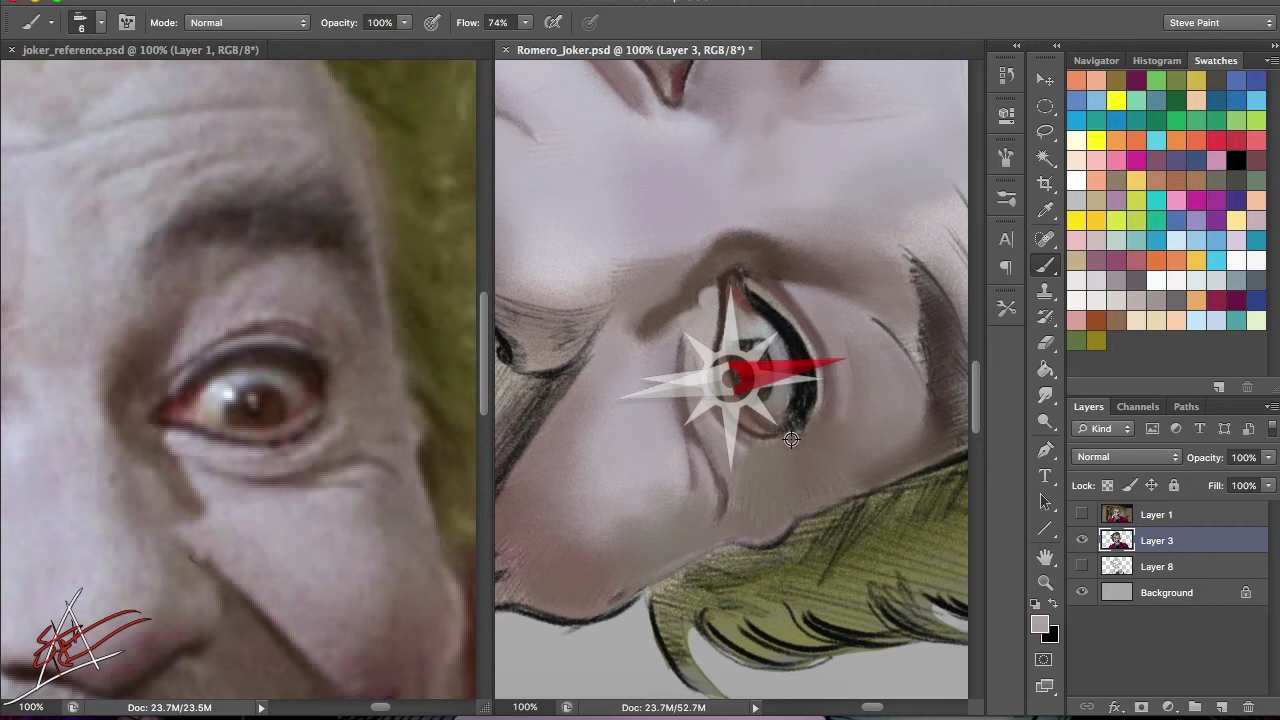 6
Mode: Normal
Opacity: 100%
Flow: 74%
Steve Paint
joker_reference.psd @ 100% (Layer 1, RGB/8*)
Romero_Joker.psd @ 100% (Layer 3, RGB/8*) *
Navigator Histogram Swatches
Layers Channels Paths
Kind
Normal Opacity: 100%
Lock: Fill: 100%
Layer 1
Layer 3
Layer 8
Background
100% Doc: 23.7M/23.5M
100% Doc: 23.7M/52.7M